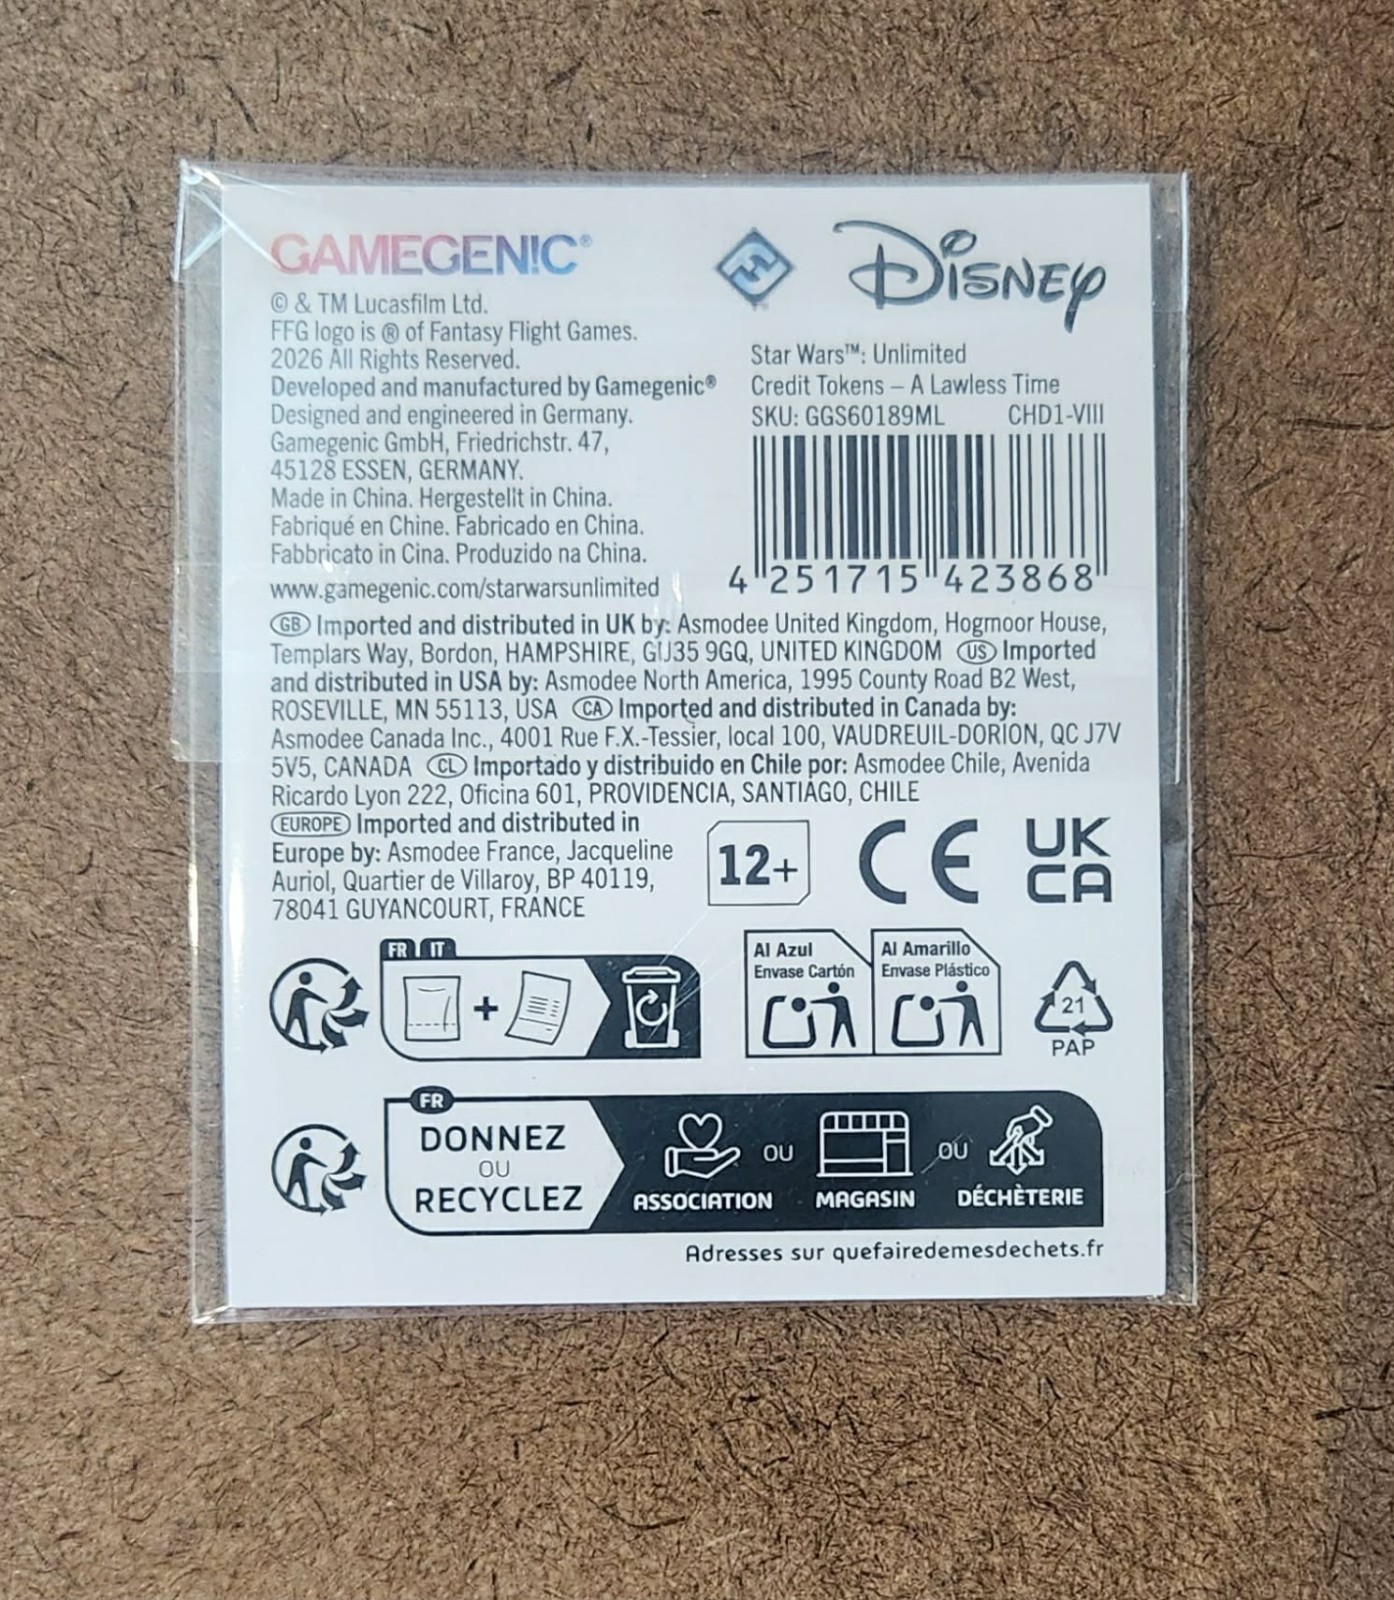 GAMEGEN!C®
© & TM Lucasfilm Ltd.
FFG logo is ® of Fantasy Flight Games.
2026 All Rights Reserved.
Developed and manufactured by Gamegenic®
Designed and engineered in Germany.
Gamegenic GmbH, Friedrichstr. 47,
45128 ESSEN, GERMANY.
Made in China. Hergestellt in China.
Fabriqué en Chine. Fabricado en China.
Fabbricato in Cina. Produzido na China.
www.gamegenic.com/starwarsunlimited
Disney
Star Wars™: Unlimited
Credit Tokens – A Lawless Time
SKU: GGS60189ML CHD1-VIII
4 251715 423868
GB Imported and distributed in UK by: Asmodee United Kingdom, Hogmoor House,
Templars Way, Bordon, HAMPSHIRE, GU35 9GQ, UNITED KINGDOM US Imported
and distributed in USA by: Asmodee North America, 1995 County Road B2 West,
ROSEVILLE, MN 55113, USA CA Imported and distributed in Canada by:
Asmodee Canada Inc., 4001 Rue F.X.-Tessier, local 100, VAUDREUIL-DORION, QC J7V
5V5, CANADA CL Importado y distribuido en Chile por: Asmodee Chile, Avenida
Ricardo Lyon 222, Oficina 601, PROVIDENCIA, SANTIAGO, CHILE
EUROPE Imported and distributed in
Europe by: Asmodee France, Jacqueline
Auriol, Quartier de Villaroy, BP 40119,
78041 GUYANCOURT, FRANCE
12+
CE
UK
CA
FR IT
+
Al Azul
Envase Cartón
Al Amarillo
Envase Plástico
21
PAP
FR
DONNEZ
OU
RECYCLEZ
ASSOCIATION OU MAGASIN OU DÉCHÈTERIE
Adresses sur quefairedemesdechets.fr